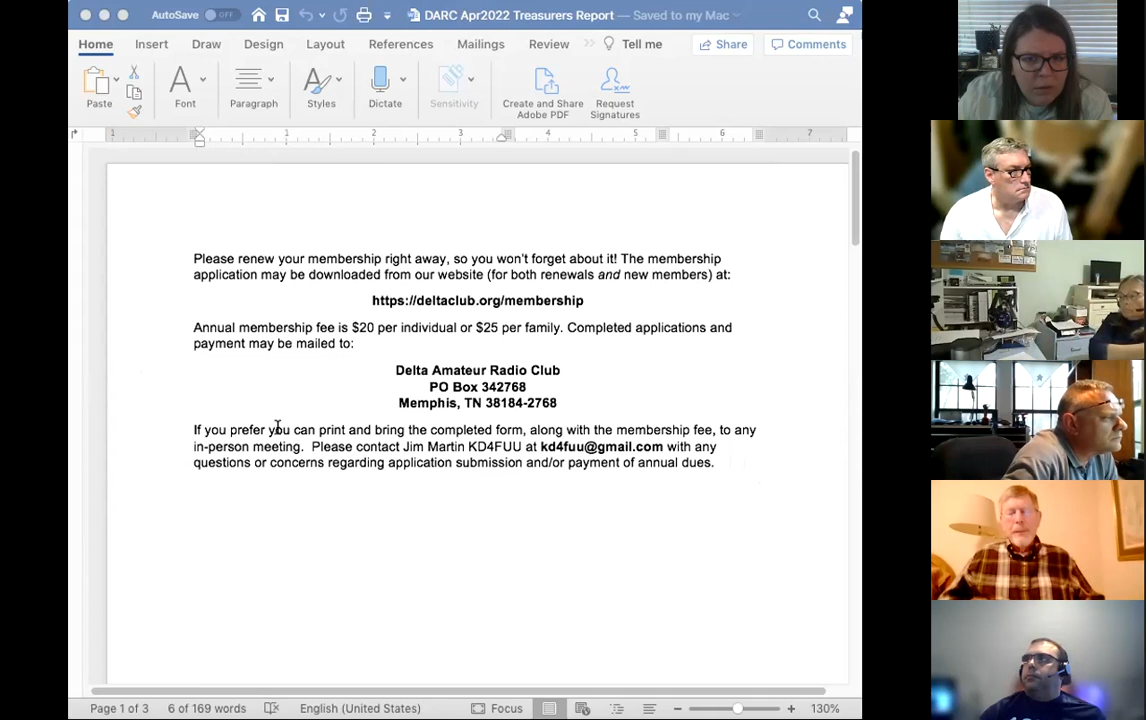 AutoSave OFF DARC Apr2022 Treasurers Report — Saved to my Mac
Home Insert Draw Design Layout References Mailings Review Tell me Share Comments
Paste Font Paragraph Styles Dictate Sensitivity Create and Share Adobe PDF Request Signatures
1 1 2 3 4 5 6 7
Please renew your membership right away, so you won't forget about it! The membership
application may be downloaded from our website (for both renewals and new members) at:
https://deltaclub.org/membership
Annual membership fee is $20 per individual or $25 per family. Completed applications and
payment may be mailed to:
Delta Amateur Radio Club
PO Box 342768
Memphis, TN 38184-2768
If you prefer you can print and bring the completed form, along with the membership fee, to any
in-person meeting. Please contact Jim Martin KD4FUU at kd4fuu@gmail.com with any
questions or concerns regarding application submission and/or payment of annual dues.
Page 1 of 3 6 of 169 words English (United States) Focus 130%